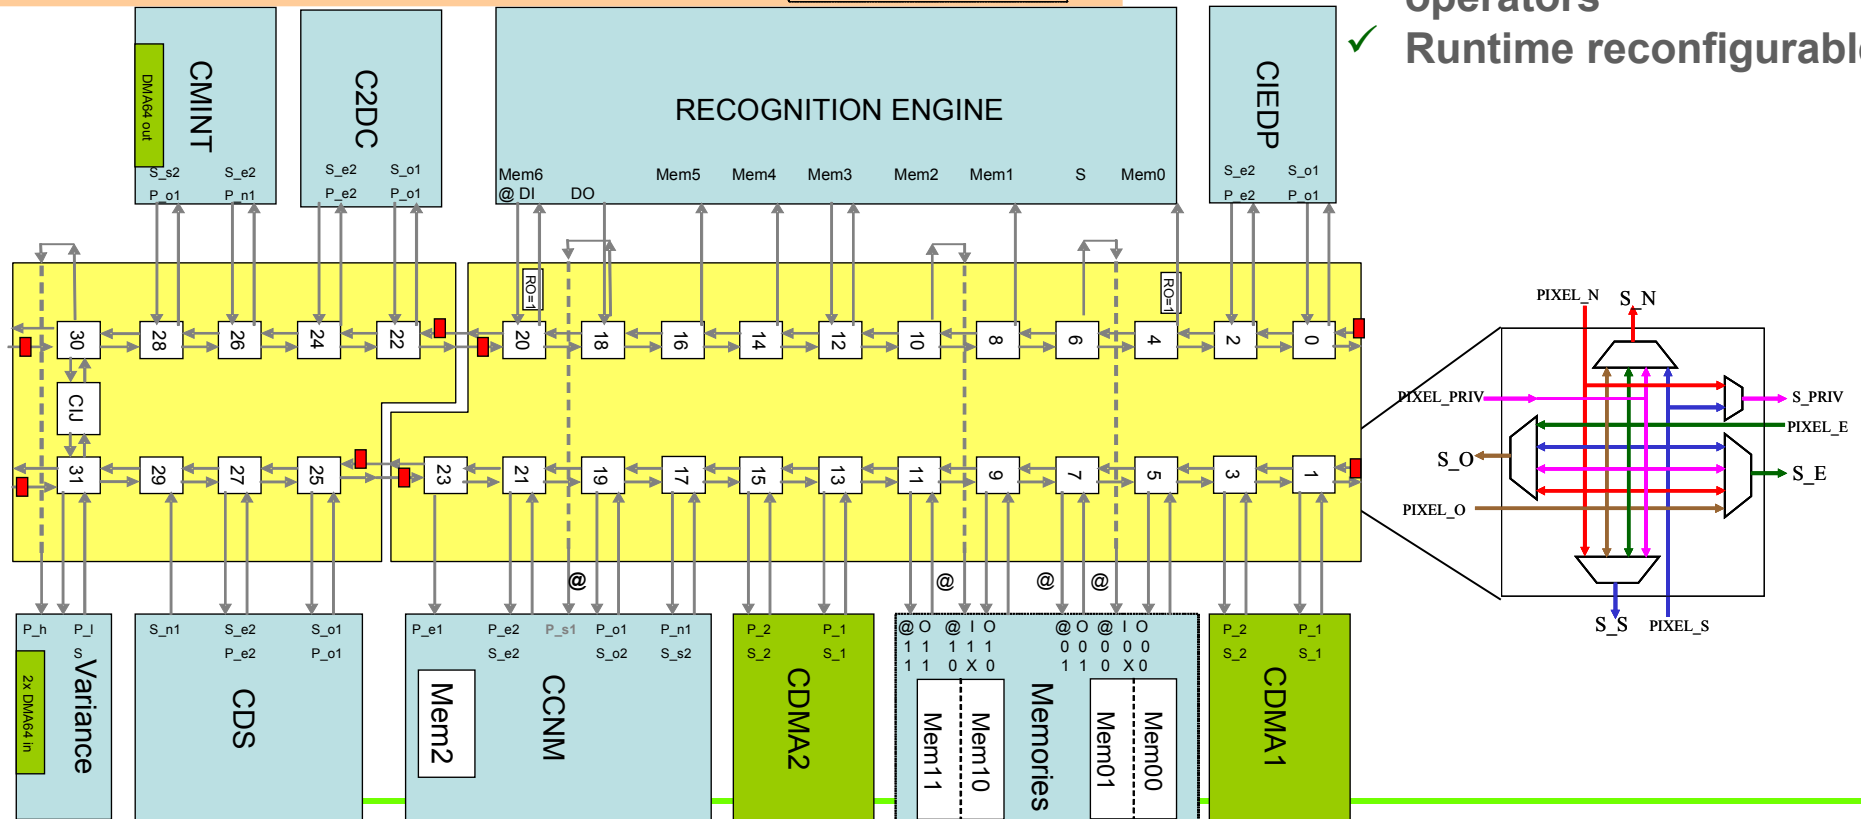 operators
✓ Runtime reconfigurable
DMA64 out
CMINT
S_s2 S_e2
P_o1 P_n1
C2DC
S_e2 S_o1
P_e2 P_o1
RECOGNITION ENGINE
Mem6 Mem5 Mem4 Mem3 Mem2 Mem1 S Mem0
@ DI DO
CIEDP
S_e2 S_o1
P_e2 P_o1
RO=1 RO=1
30 28 26 24 22 20 18 16 14 12 10 8 6 4 2 0
CIJ
31 29 27 25 23 21 19 17 15 13 11 9 7 5 3 1
@ @ @ @
P_h P_l
S
2x DMA64 in
Variance
S_n1 S_e2 S_o1
P_e2 P_o1
CDS
P_e1 P_e2 P_s1 P_o1 P_n1
S_e2 S_o2 S_s2
Mem2
CCNM
P_2 P_1
S_2 S_1
CDMA2
@ O @ I O @ O @ I O
1 1 1 1 1 0 0 0 0 0
1 1 0 X 0 1 1 0 X 0
Mem11
Mem10
Memories
Mem01
Mem00
P_2 P_1
S_2 S_1
CDMA1
PIXEL_N S_N
PIXEL_PRIV S_PRIV
PIXEL_E
S_O S_E
PIXEL_O
S_S PIXEL_S